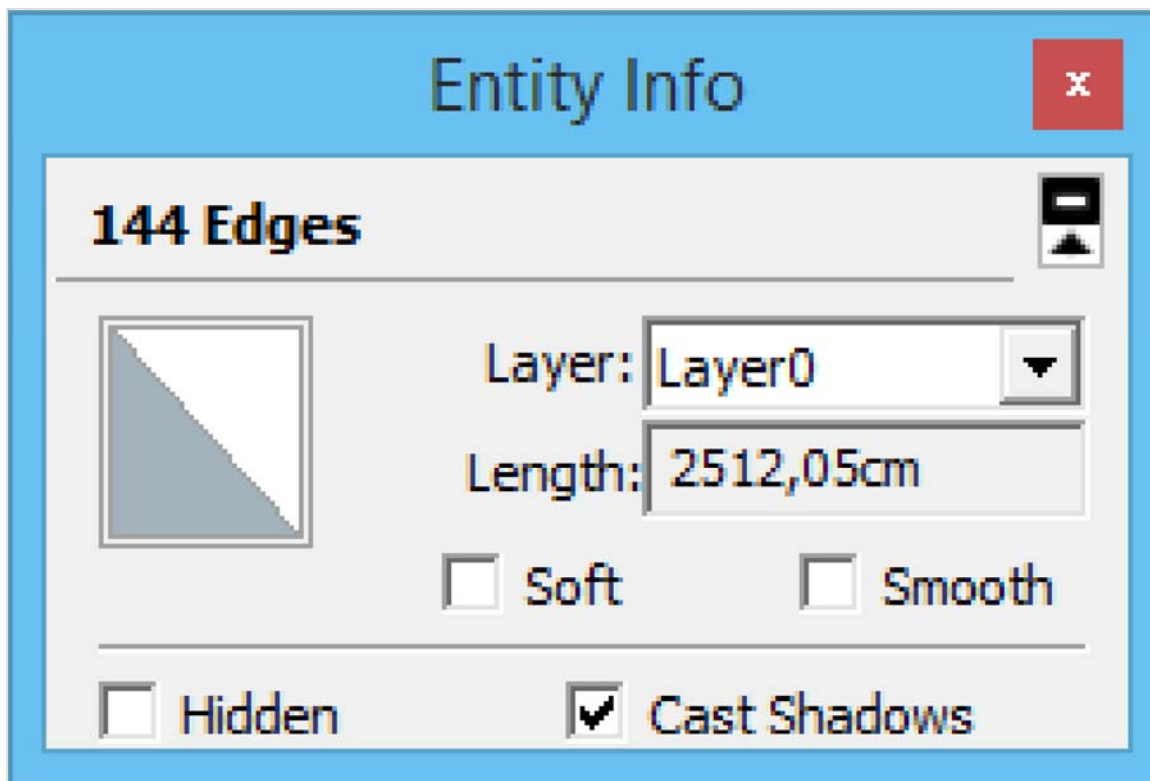 Entity Info
x
144 Edges
Layer: Layer0
Length: 2512,05cm
Soft Smooth
Hidden Cast Shadows